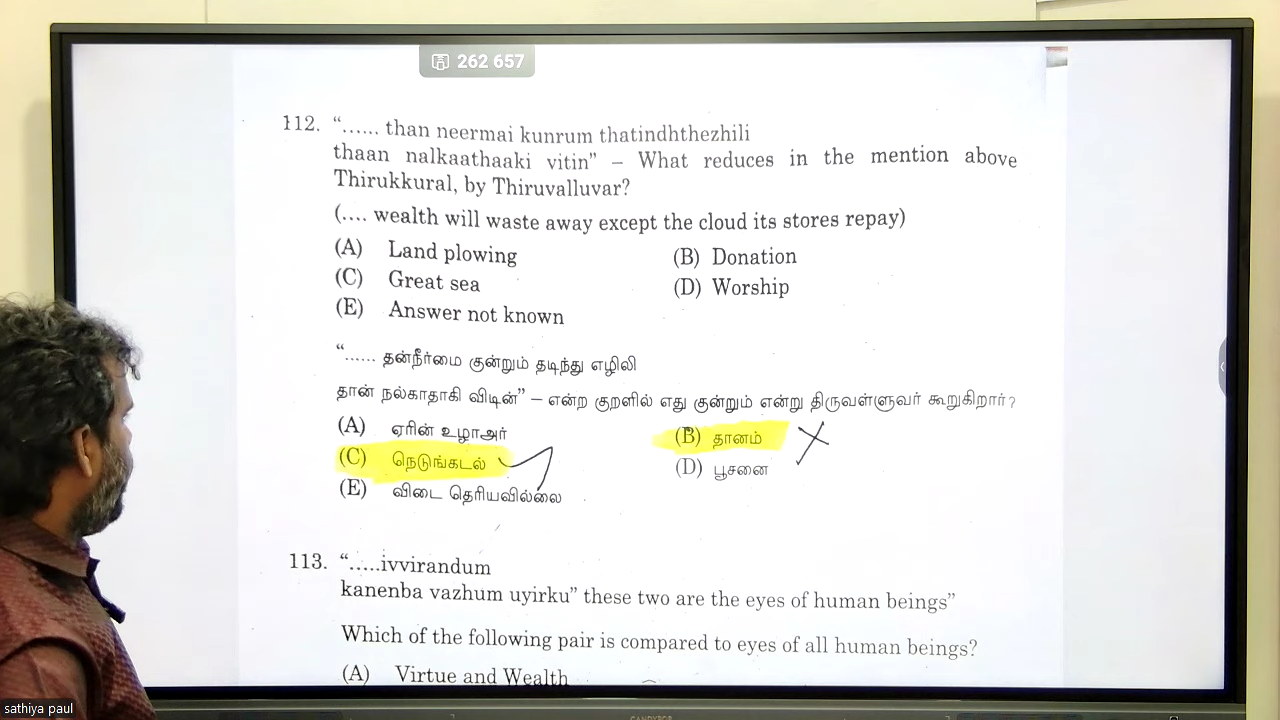 262 657
112. “...... than neermai kunrum thatindhthezhili
thaan nalkaathaaki vitin” – What reduces in the mention above
Thirukkural, by Thiruvalluvar?
(.... wealth will waste away except the cloud its stores repay)
(A) Land plowing (B) Donation
(C) Great sea (D) Worship
(E) Answer not known
“...... தன்நீர்மை குன்றும் தடிந்து எழிலி
தான் நல்காதாகி விடின்” – என்ற குறளில் எது குன்றும் என்று திருவள்ளுவர் கூறுகிறார்?
(A) ஏரின் உழாஅர் (B) தானம்
(C) நெடுங்கடல் (D) பூசனை
(E) விடை தெரியவில்லை
113. “.....ivvirandum
kanenba vazhum uyirku” these two are the eyes of human beings”
Which of the following pair is compared to eyes of all human beings?
(A) Virtue and Wealth
sathiya paul